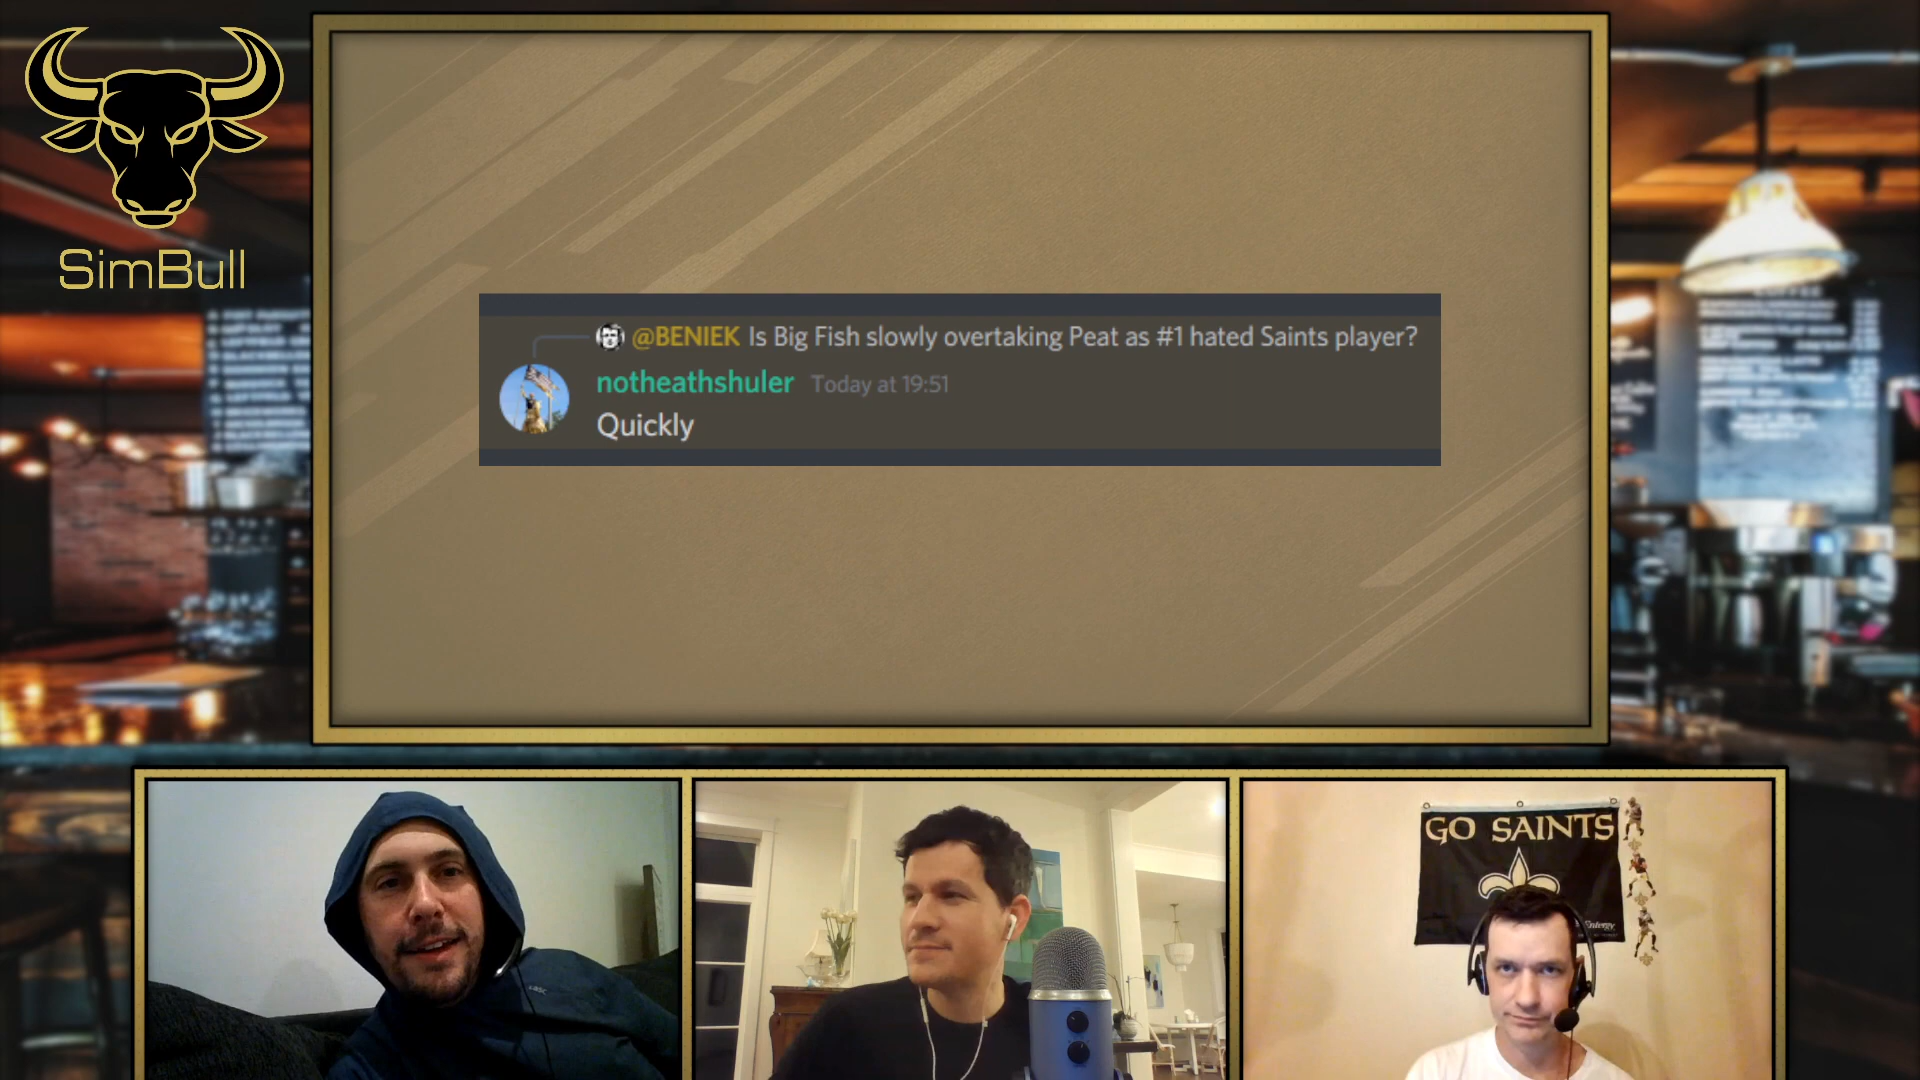 SimBull
@BENIEK Is Big Fish slowly overtaking Peat as #1 hated Saints player?
notheathshuler Today at 19:51
Quickly
GO SAINTS
Entergy